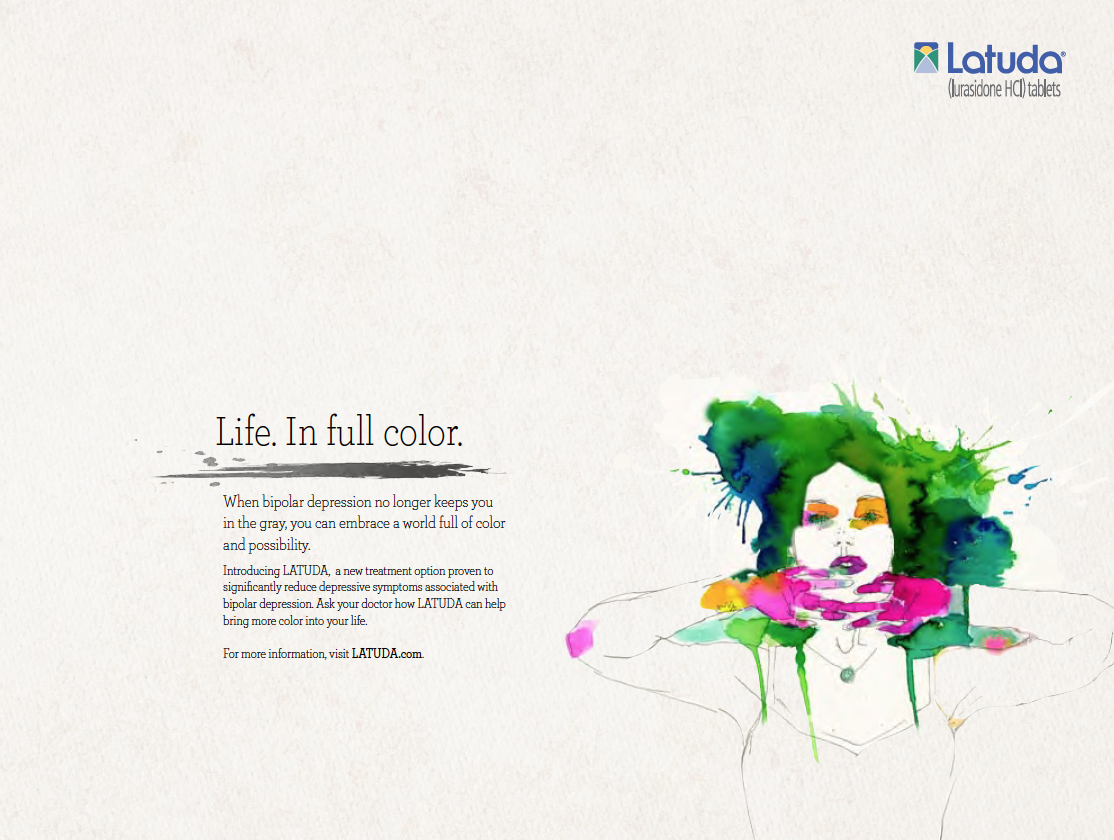 Latuda®
(lurasidone HCl) tablets
Life. In full color.
When bipolar depression no longer keeps you
in the gray, you can embrace a world full of color
and possibility.
Introducing LATUDA, a new treatment option proven to
significantly reduce depressive symptoms associated with
bipolar depression. Ask your doctor how LATUDA can help
bring more color into your life.
For more information, visit LATUDA.com.